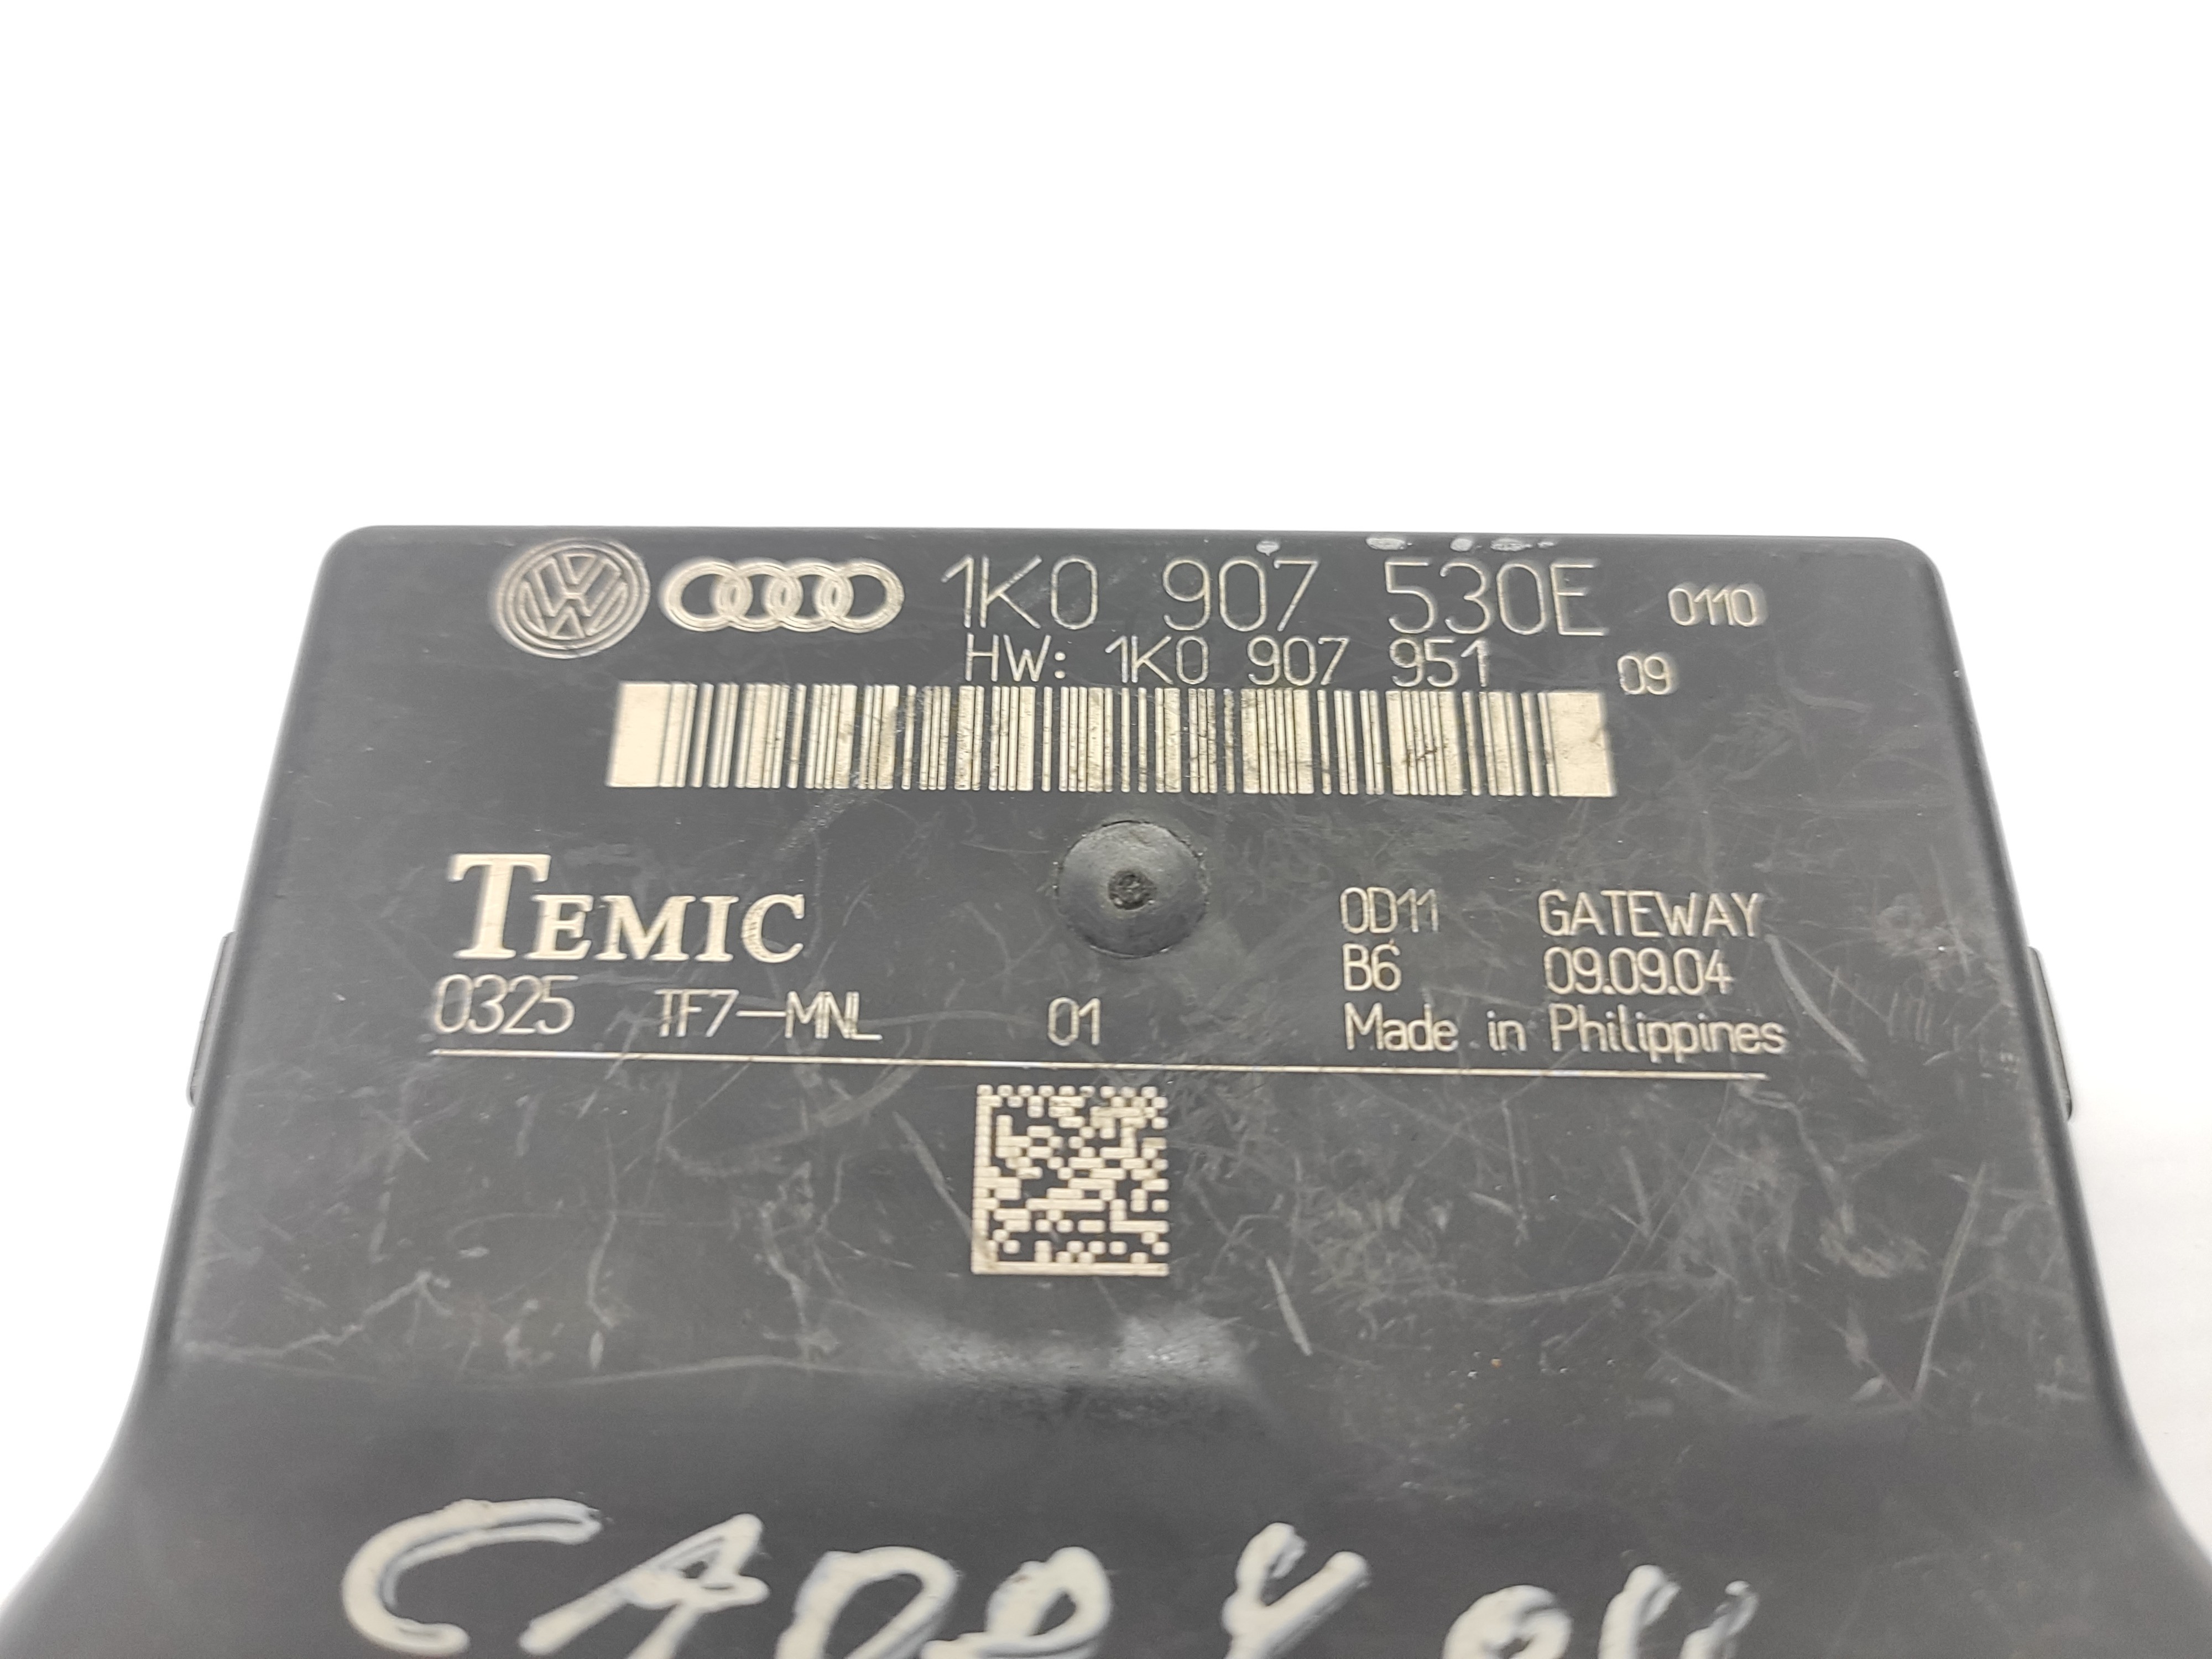 1K0 907 530E 0110
HW: 1K0 907 951 09
TEMIC
0D11 GATEWAY
B6 09.09.04
0325 TF7-MNL 01 Made in Philippines
CADDY